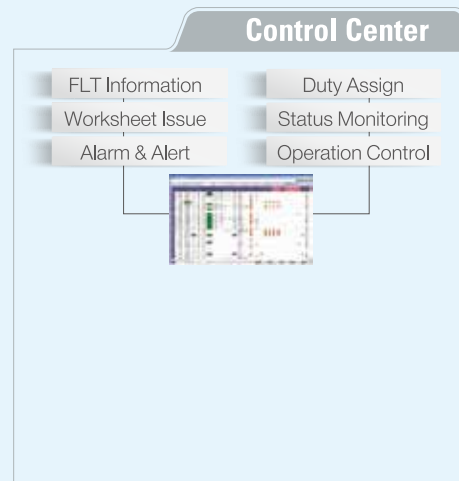 Control Center
FLT Information
Worksheet Issue
Alarm & Alert
Duty Assign
Status Monitoring
Operation Control